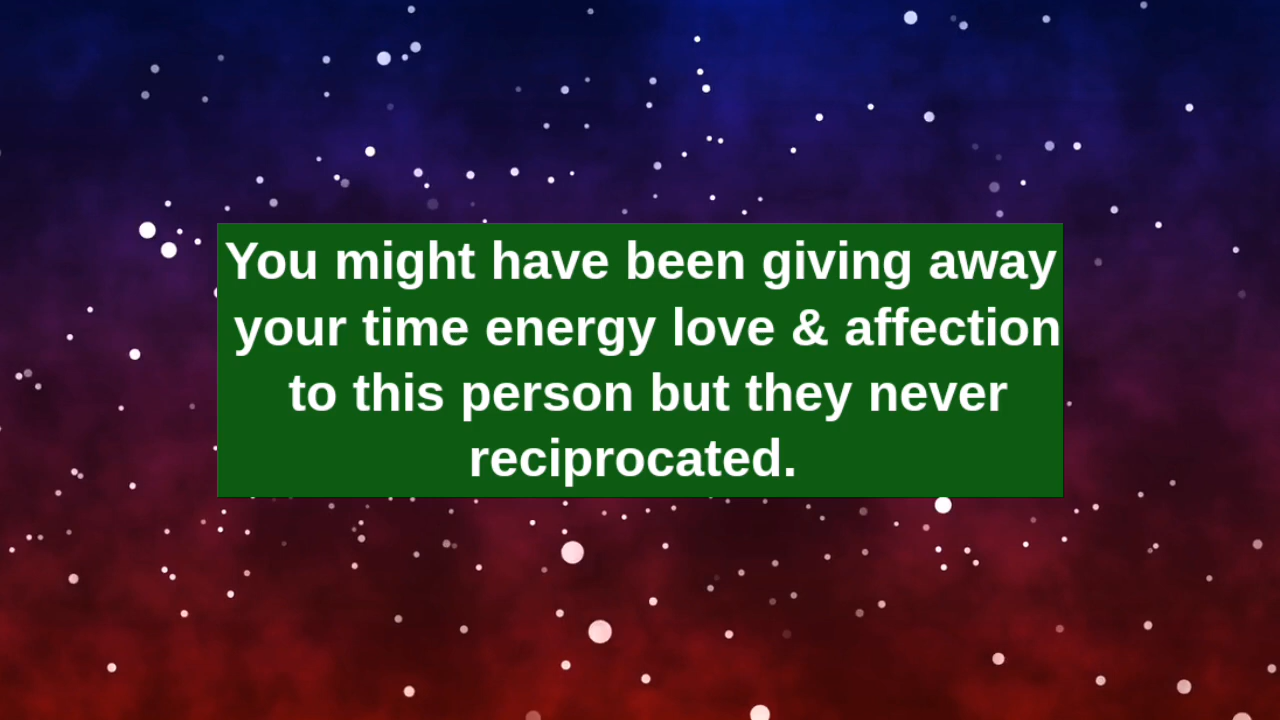 You might have been giving away
your time energy love & affection
to this person but they never
reciprocated.